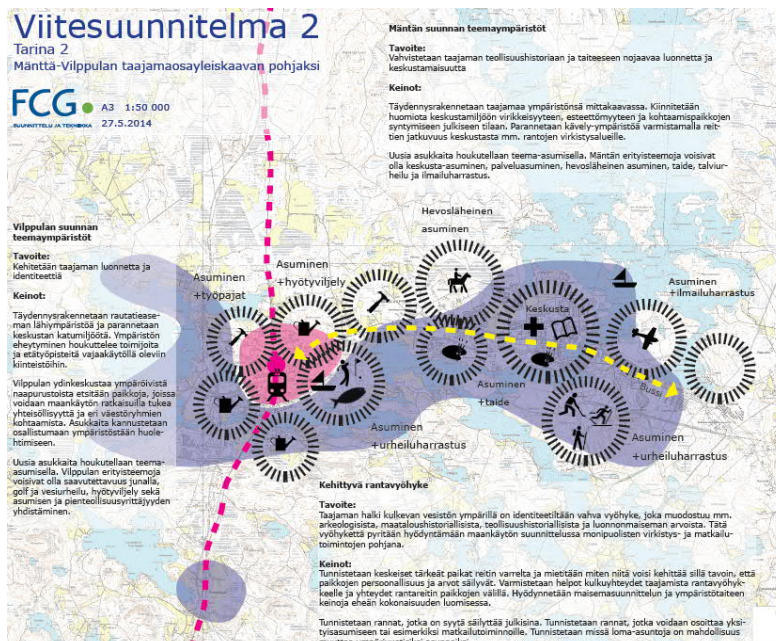 Viitesuunnitelma 2
Tarina 2
Mänttä-Vilppulan taajamaosayleiskaavan pohjaksi
FCG
SUUNNITTELU JA TEKNIIKKA
A3 1:50 000
27.5.2014
Mäntän suunnan teemaympäristöt
Tavoite:
Vahvistetaan taajaman teollisuushistoriaan ja taiteeseen nojaavaa luonnetta ja
keskustamaisuutta
Keinot:
Täydennysrakennetaan taajamaa ympäristönsä mittakaavassa. Kiinnitetään
huomiota keskustamiljöön virikkeisyyteen, esteettömyyteen ja kohtaamispaikkojen
syntymiseen julkiseen tilaan. Parannetaan kävely-ympäristöä varmistamalla reit-
tien jatkuvuus keskustasta mm. rantojen virkistysalueille.
Uusia asukkaita houkutellaan teema-asumisella. Mäntän erityisteemoja voisivat
olla keskusta-asuminen, palveluasuminen, hevosläheinen asuminen, taide, talviur-
heilu ja ilmailuharrastus.
Vilppulan suunnan
teemaympäristöt
Tavoite:
Kehitetään taajaman luonnetta ja
identiteettiä
Keinot:
Täydennysrakennetaan rautatiease-
man lähiympäristöä ja parannetaan
keskustan katumiljöötä. Ympäristön
eheytyminen houkuttelee toimijoita
ja etätyöpisteitä vajaakäytöllä oleviin
kiinteistöihin.
Vilppulan ydinkeskustaa ympäröivistä
naapurustoista etsitään paikkoja, joissa
voidaan maankäytön ratkaisuilla tukea
yhteisöllisyyttä ja eri väestöryhmien
kohtaamista. Asukkaita kannustetaan
osallistumaan ympäristöstään huoleh-
timiseen.
Uusia asukkaita houkutellaan teema-
asumisella. Vilppulan erityisteemoja
voisivat olla saavutettavuus junalla,
golf ja vesiurheilu, hyötyviljely sekä
asumisen ja pienteollisuusyrittäjyyden
yhdistäminen.
Asuminen
+työpajat
Asuminen
+hyötyviljely
Hevosläheinen
asuminen
Keskusta
Asuminen
+ilmailuharrastus
Bussi
Asuminen
+taide
Asuminen
+urheiluharrastus
Asuminen
+urheiluharrastus
Kehittyvä rantavyöhyke
Tavoite:
Taajaman halki kulkevan vesistön ympärillä on identiteetiltään vahva vyöhyke, joka muodostuu mm.
arkeologisista, maataloushistoriallisista, teollisuushistoriallisista ja luonnonmaiseman arvoista. Tätä
vyöhykettä pyritään hyödyntämään maankäytön suunnittelussa monipuolisten virkistys- ja matkailu-
toimintojen pohjana.
Keinot:
Tunnistetaan keskeiset tärkeät paikat reitin varrelta ja mietitään miten niitä voisi kehittää sillä tavoin, että
paikkojen persoonallisuus ja arvot säilyvät. Varmistetaan helpot kulkuyhteydet taajamista rantavyöhyk-
keelle ja yhteydet rantareitin paikkojen välillä. Hyödynnetään maisemasuunnittelun ja ympäristötaiteen
keinoja eheän kokonaisuuden luomisessa.
Tunnistetaan rannat, jotka on syytä säilyttää julkisina. Tunnistetaan rannat, jotka voidaan osoittaa yksi-
tyisasumiseen tai esimerkiksi matkailutoiminnoille. Tunnistetaan missä loma-asuntoja on mahdollisuus